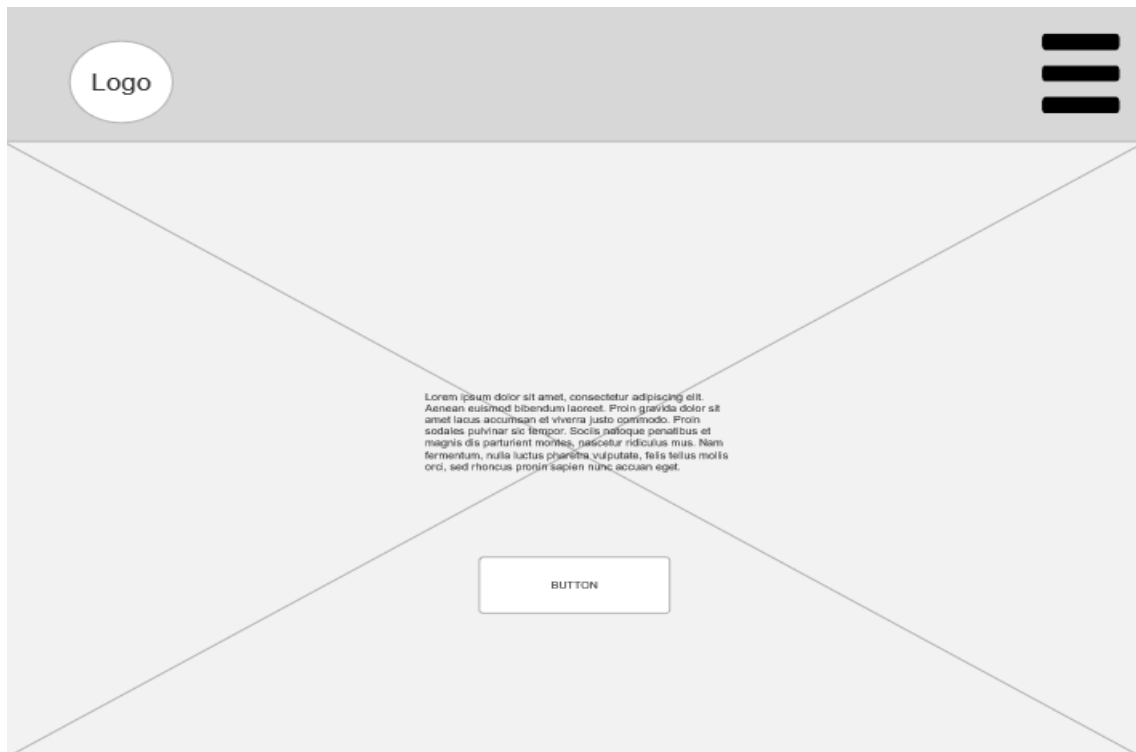 Logo
Lorem ipsum dolor sit amet, consectetur adipiscing elit.
Aenean euismod bibendum laoreet. Proin gravida dolor sit
amet lacus accumsan et viverra justo commodo. Proin
sodales pulvinar sic tempor. Sociis natoque penatibus et
magnis dis parturient montes, nascetur ridiculus mus. Nam
fermentum, nulla luctus pharetra vulputate, felis tellus mollis
orci, sed rhoncus pronin sapien nunc accuan eget.
BUTTON